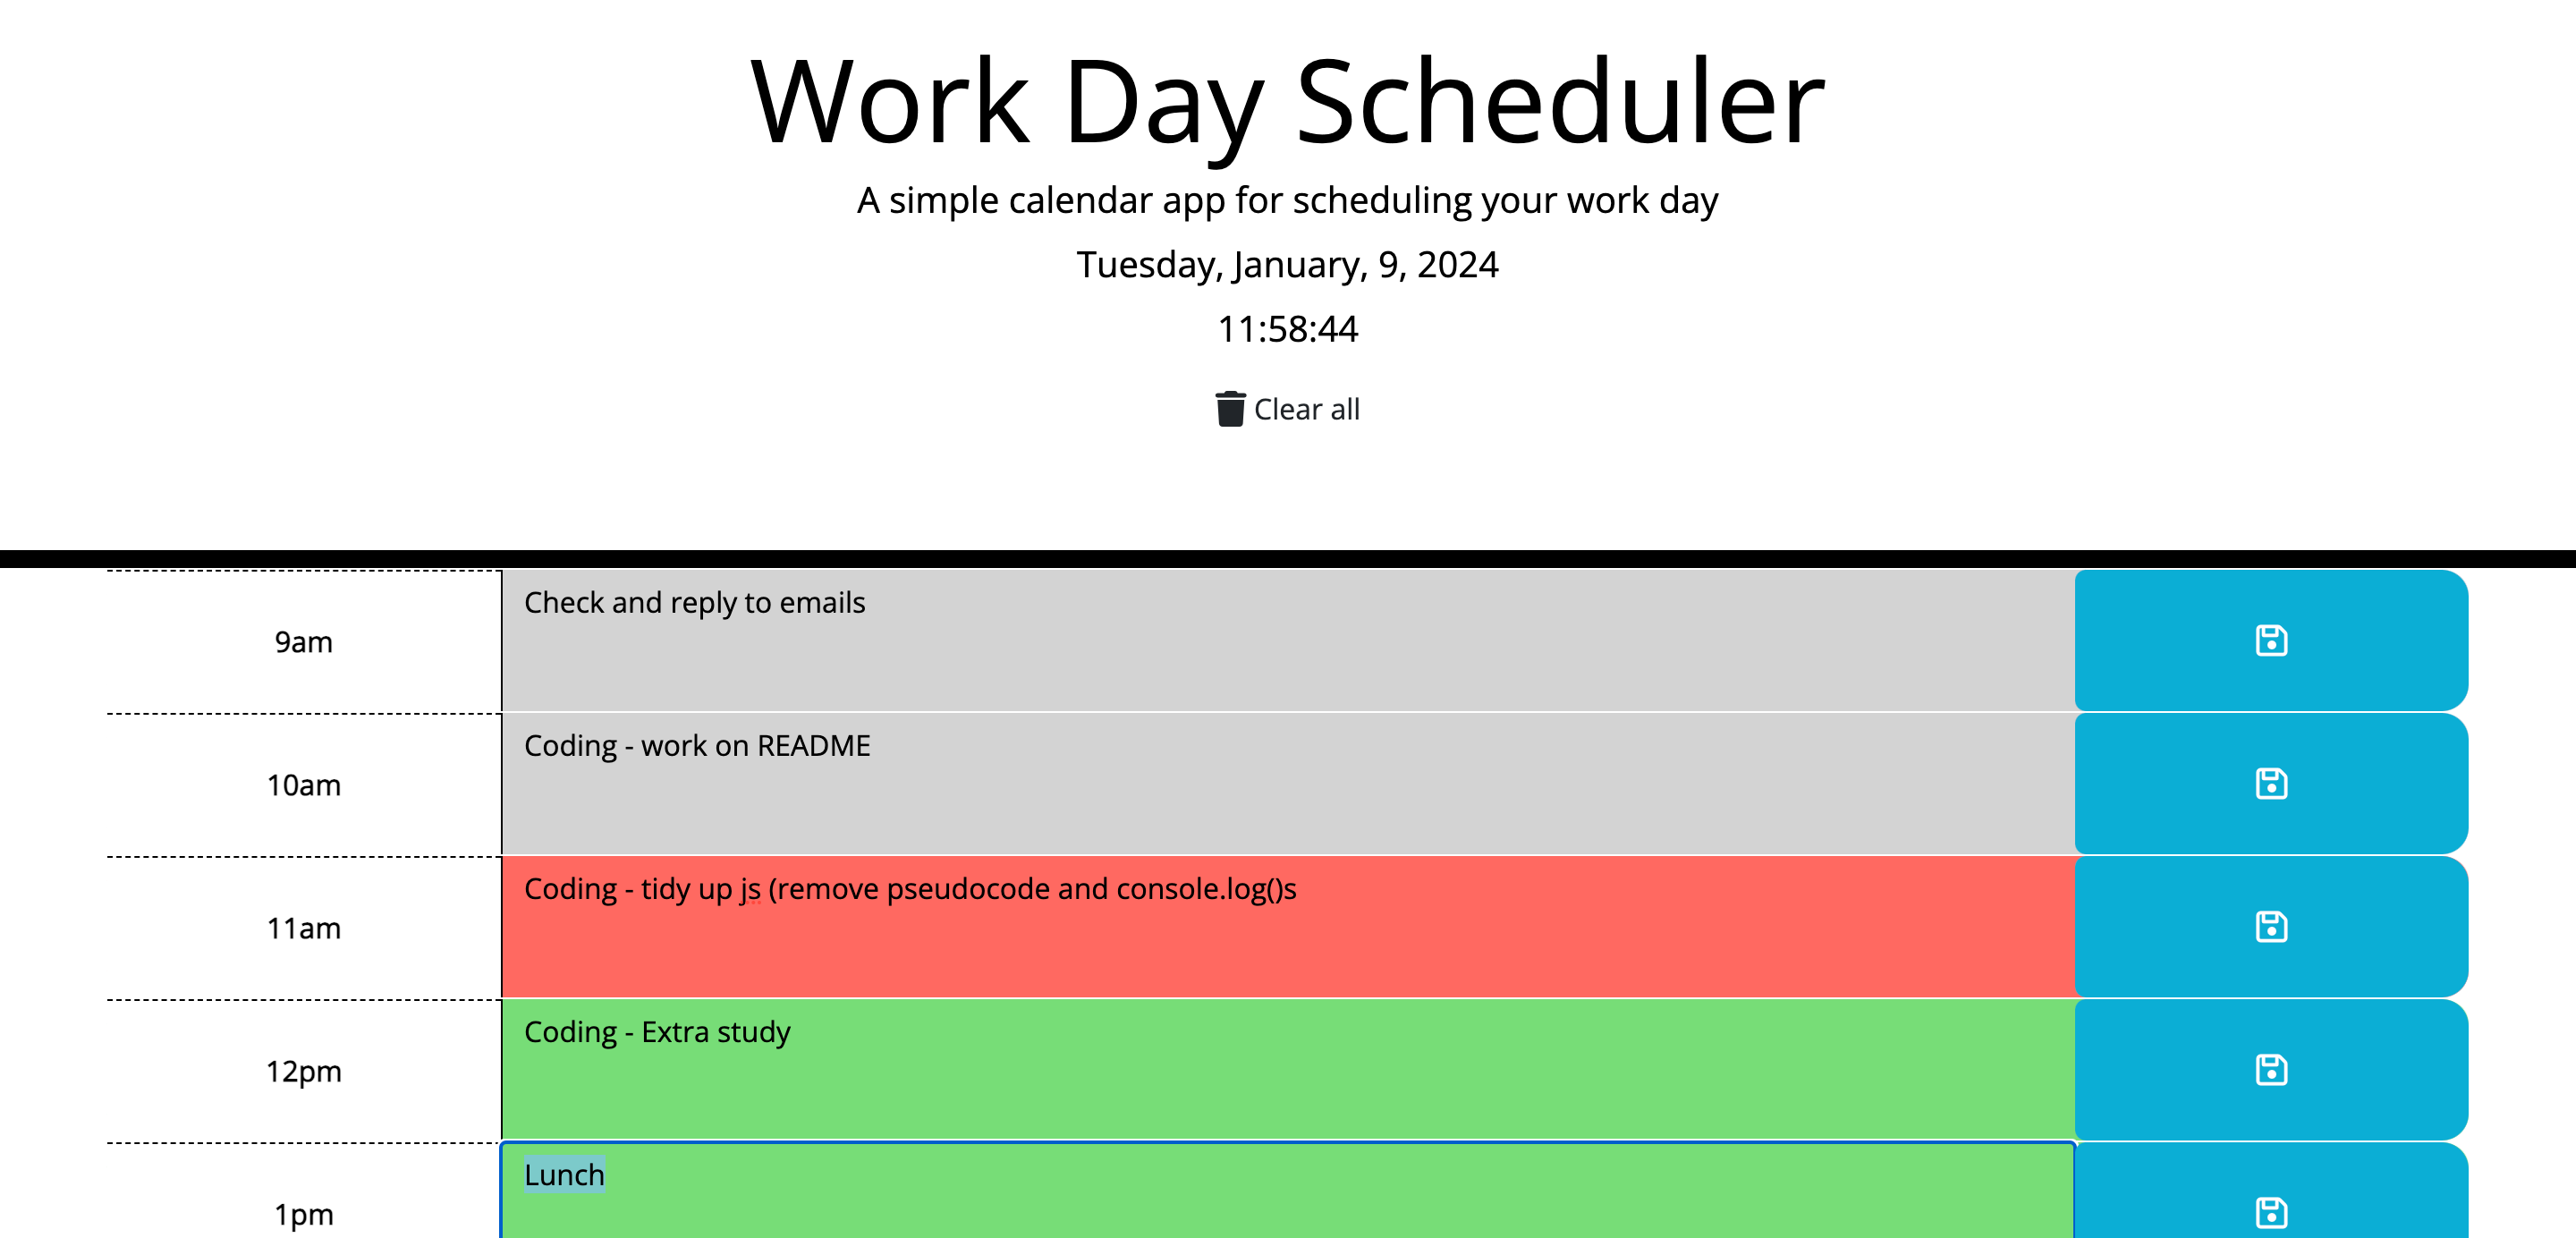 Work Day Scheduler
A simple calendar app for scheduling your work day
Tuesday, January, 9, 2024
11:58:44
Clear all
9am
Check and reply to emails
10am
Coding - work on README
11am
Coding - tidy up js (remove pseudocode and console.log()s
12pm
Coding - Extra study
1pm
Lunch